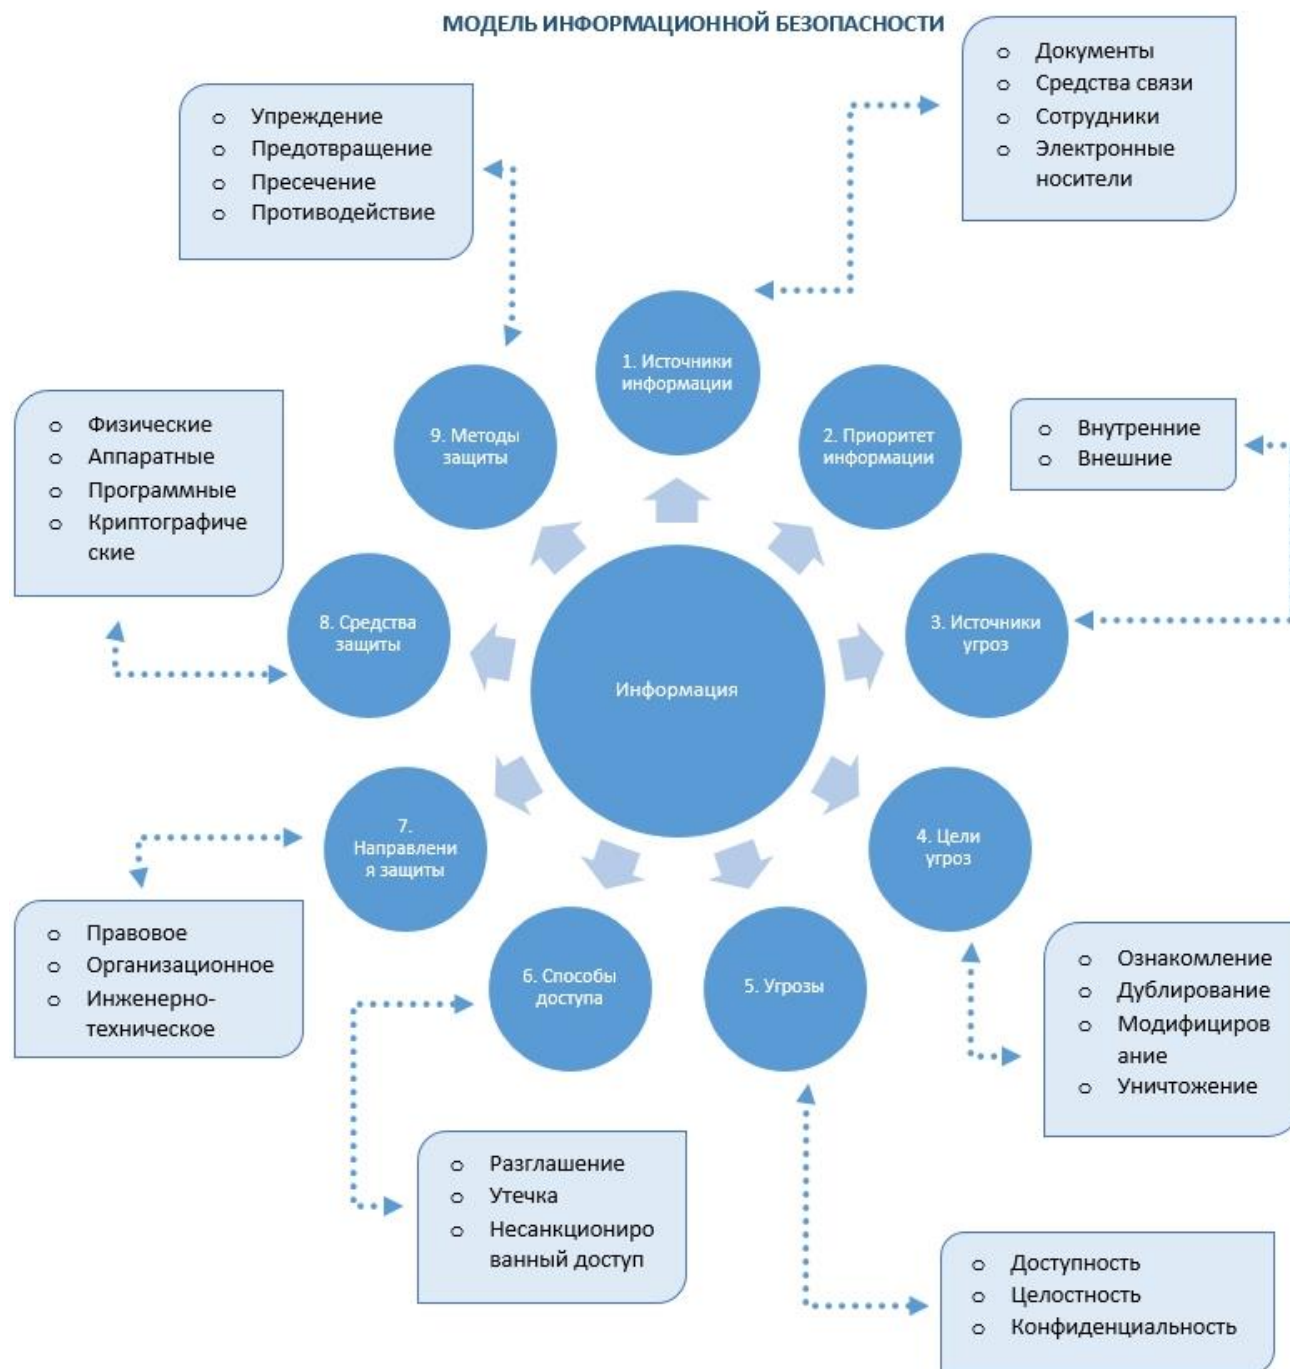 МОДЕЛЬ ИНФОРМАЦИОННОЙ БЕЗОПАСНОСТИ
o Документы
o Средства связи
o Сотрудники
o Электронные
носители
o Упреждение
o Предотвращение
o Пресечение
o Противодействие
1. Источники
информации
2. Приоритет
информации
9. Методы
защиты
o Внутренние
o Внешние
o Физические
o Аппаратные
o Программные
o Криптографиче
ские
3. Источники
угроз
8. Средства
защиты
Информация
4. Цели
угроз
7.
Направлени
я защиты
o Правовое
o Организационное
o Инженерно-
техническое
6. Способы
доступа
5. Угрозы
o Ознакомление
o Дублирование
o Модифициров
ание
o Уничтожение
o Разглашение
o Утечка
o Несанкциониро
ванный доступ
o Доступность
o Целостность
o Конфиденциальность